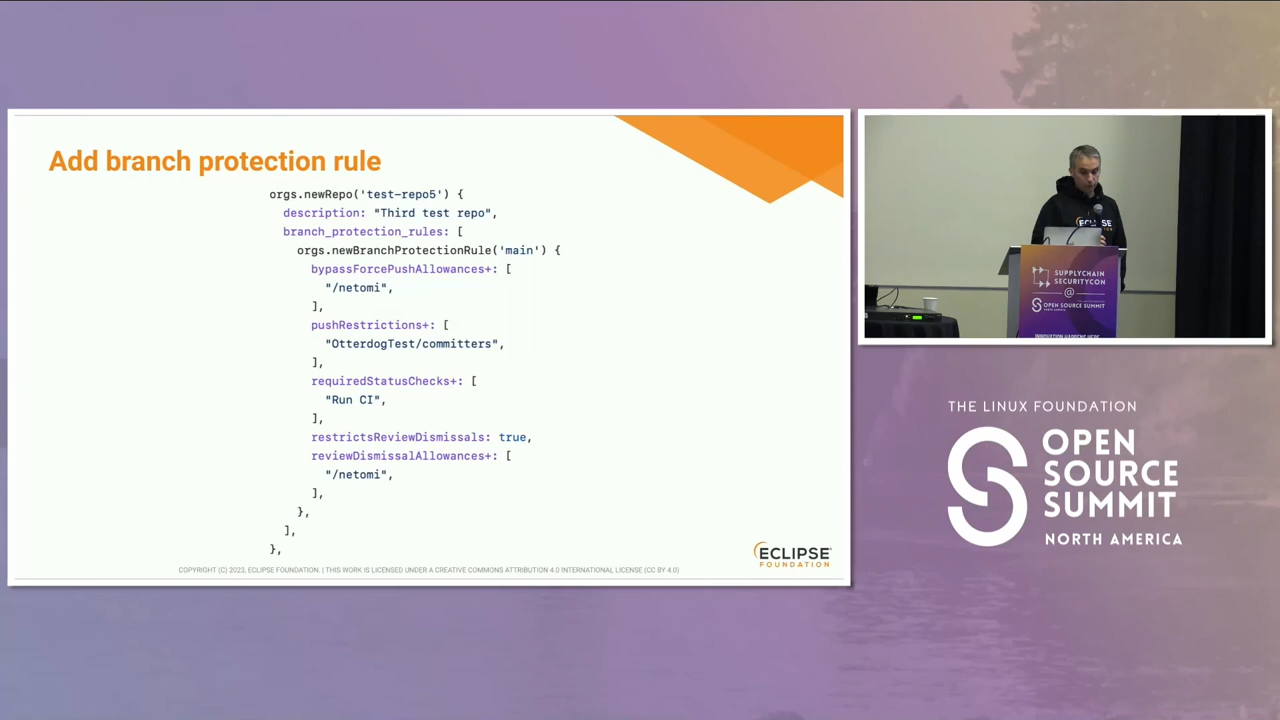 Add branch protection rule
orgs.newRepo('test-repo5') {
description: "Third test repo",
branch_protection_rules: [
orgs.newBranchProtectionRule('main') {
bypassForcePushAllowances+: [
"/netomi",
],
pushRestrictions+: [
"OtterdogTest/committers",
],
requiredStatusChecks+: [
"Run CI",
],
restrictsReviewDismissals: true,
reviewDismissalAllowances+: [
"/netomi",
],
},
],
},
ECLIPSE
FOUNDATION
COPYRIGHT (C) 2023, ECLIPSE FOUNDATION. | THIS WORK IS LICENSED UNDER A CREATIVE COMMONS ATTRIBUTION 4.0 INTERNATIONAL LICENSE (CC BY 4.0)
ECLIPSE
SUPPLYCHAIN
SECURITYCON
@
OPEN SOURCE SUMMIT
THE LINUX FOUNDATION
OPEN
SOURCE
SUMMIT
NORTH AMERICA